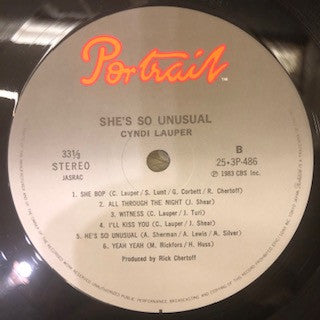 Portrait™
SHE'S SO UNUSUAL
CYNDI LAUPER
33⅓
STEREO
JASRAC
B
25・3P-486
℗ 1983 CBS Inc.
1. SHE BOP (C. Lauper / S. Lunt / G. Corbett / R. Chertoff)
2. ALL THROUGH THE NIGHT (J. Shear)
3. WITNESS (C. Lauper / J. Turi)
4. I'LL KISS YOU (C. Lauper / J. Shear)
5. HE'S SO UNUSUAL (A. Sherman / A. Lewis / A. Silver)
6. YEAH YEAH (M. Rickfors / H. Huss)
Produced by Rick Chertoff